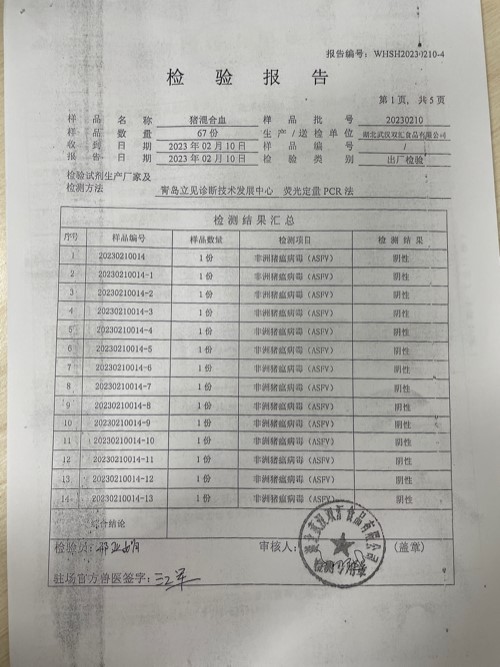 报告编号：WHSH20230210-4
检 验 报 告
第1页，共5页
样品名称 猪混合血 样品批号 20230210
样品数量 67份 生产/送检单位 湖北武汉双汇食品有限公司
收到日期 2023年02月10日 样品编号 /
报告日期 2023年02月10日 检验类别 出厂检验
检验试剂生产厂家及
检测方法 青岛立见诊断技术发展中心 荧光定量PCR法
检测结果汇总
序号 样品编号 样品数量 检测项目 检测结果
1 20230210014 1份 非洲猪瘟病毒（ASFV） 阴性
2 20230210014-1 1份 非洲猪瘟病毒（ASFV） 阴性
3 20230210014-2 1份 非洲猪瘟病毒（ASFV） 阴性
4 20230210014-3 1份 非洲猪瘟病毒（ASFV） 阴性
5 20230210014-4 1份 非洲猪瘟病毒（ASFV） 阴性
6 20230210014-5 1份 非洲猪瘟病毒（ASFV） 阴性
7 20230210014-6 1份 非洲猪瘟病毒（ASFV） 阴性
8 20230210014-7 1份 非洲猪瘟病毒（ASFV） 阴性
9 20230210014-8 1份 非洲猪瘟病毒（ASFV） 阴性
10 20230210014-9 1份 非洲猪瘟病毒（ASFV） 阴性
11 20230210014-10 1份 非洲猪瘟病毒（ASFV） 阴性
12 20230210014-11 1份 非洲猪瘟病毒（ASFV） 阴性
13 20230210014-12 1份 非洲猪瘟病毒（ASFV） 阴性
14 20230210014-13 1份 非洲猪瘟病毒（ASFV） 阴性
综合结论
检验员： 审核人： （盖章）
湖北武汉双汇食品有限公司
驻场官方兽医签字：